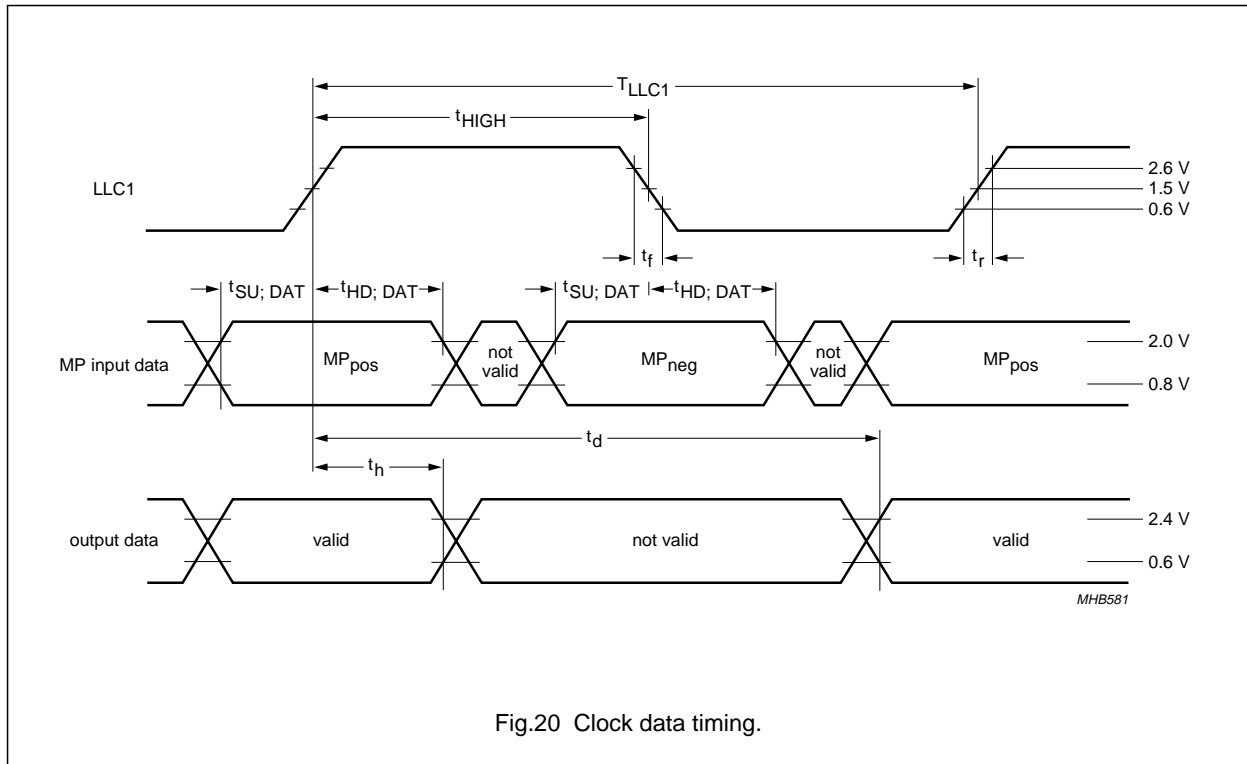 TLLC1
tHIGH
LLC1
2.6 V
1.5 V
0.6 V
tf
tr
tSU; DAT
tHD; DAT
tSU; DAT
tHD; DAT
MP input data
MPpos
not
valid
MPneg
not
valid
MPpos
2.0 V
0.8 V
td
th
output data
valid
not valid
valid
2.4 V
0.6 V
MHB581
Fig.20 Clock data timing.